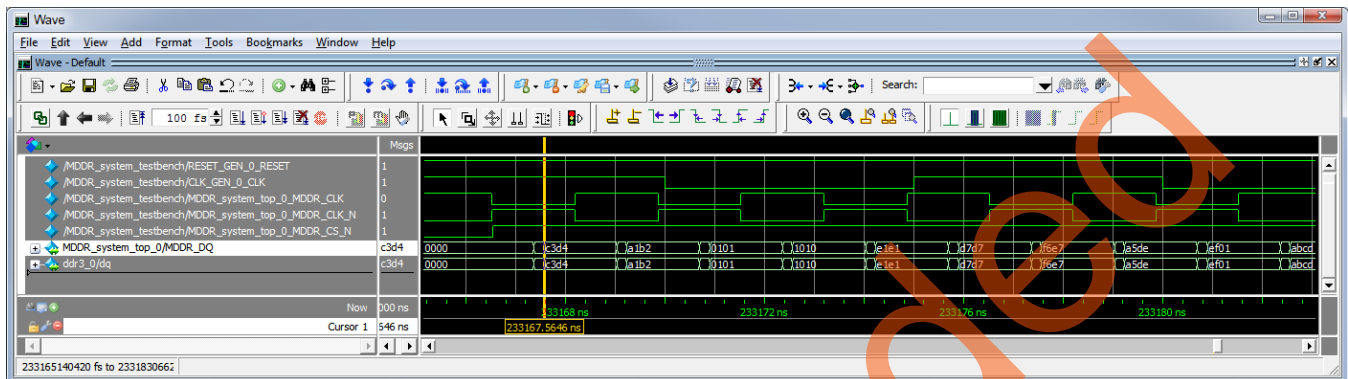 Wave
File Edit View Add Format Tools Bookmarks Window Help
Wave - Default
Search:
100 fs
Msgs
/MDDR_system_testbench/RESET_GEN_0_RESET 1
/MDDR_system_testbench/CLK_GEN_0_CLK 1
/MDDR_system_testbench/MDDR_system_top_0_MDDR_CLK 0
/MDDR_system_testbench/MDDR_system_top_0_MDDR_CLK_N 1
/MDDR_system_testbench/MDDR_system_top_0_MDDR_CS_N 1
MDDR_system_top_0/MDDR_DQ c3d4 0000 c3d4 a1b2 0101 1010 e1e1 d7d7 f6e7 a5de ef01 abcd
ddr3_0/dq c3d4 0000 c3d4 a1b2 0101 1010 e1e1 d7d7 f6e7 a5de ef01 abcd
Now 000 ns 233168 ns 233172 ns 233176 ns 233180 ns
Cursor 1 546 ns 233167.5646 ns
233165140420 fs to 2331830662
ded